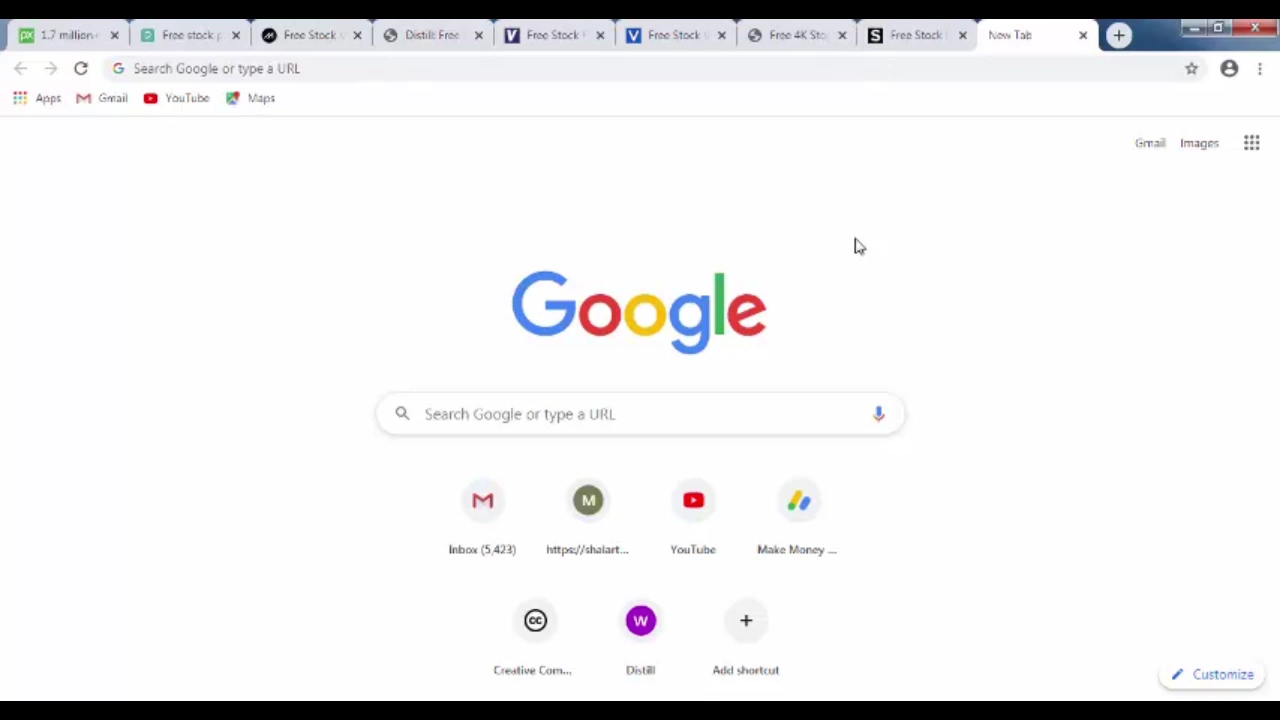 1.7 million
Free stock p
Free Stock
Distill: Free
Free Stock
Free Stock
Free 4K Sto
Free Stock
New Tab
Search Google or type a URL
Apps
Gmail
YouTube
Maps
Gmail
Images
Google
Search Google or type a URL
M
Inbox (5,423)
https://shalart...
YouTube
Make Money ...
cc
W
Creative Com...
Distill
Add shortcut
Customize